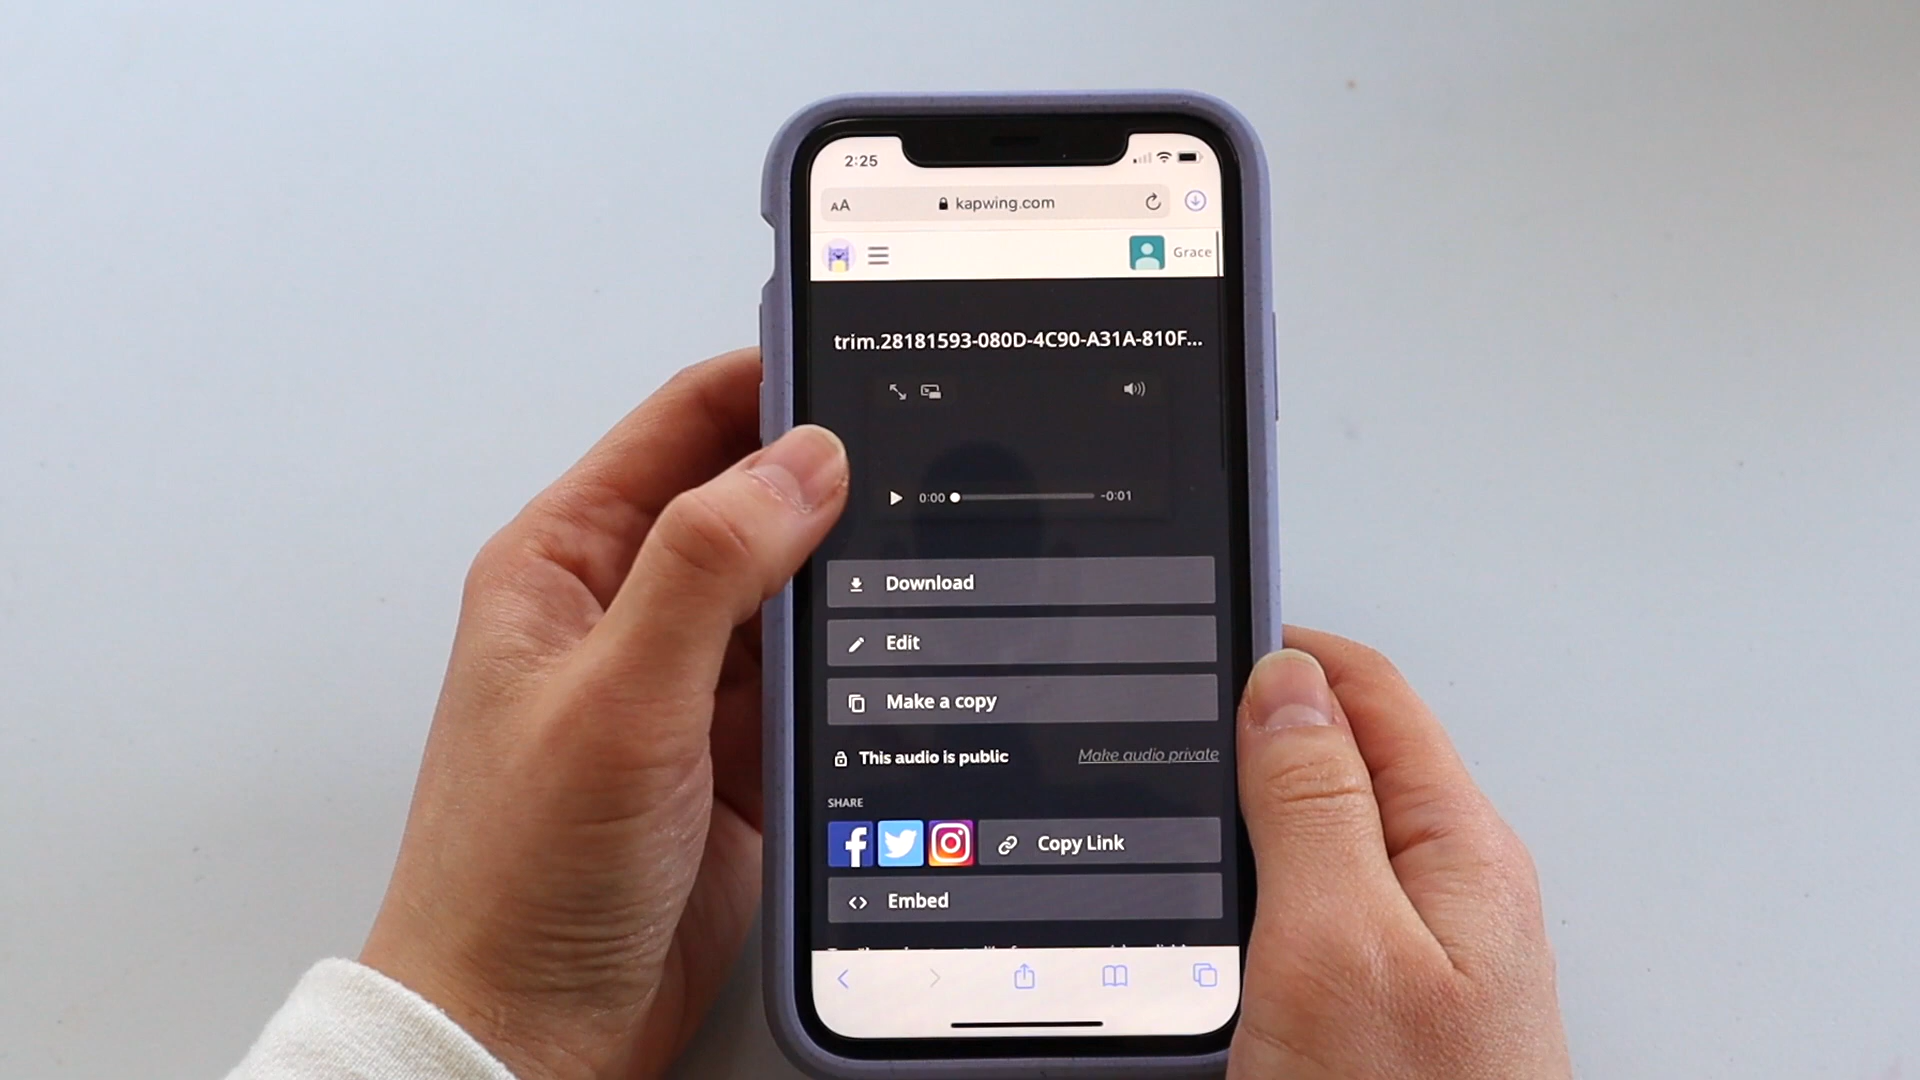 2:25
AA kapwing.com
Grace
trim.28181593-080D-4C90-A31A-810F...
0:00 -0:01
Download
Edit
Make a copy
This audio is public Make audio private
SHARE
Copy Link
Embed